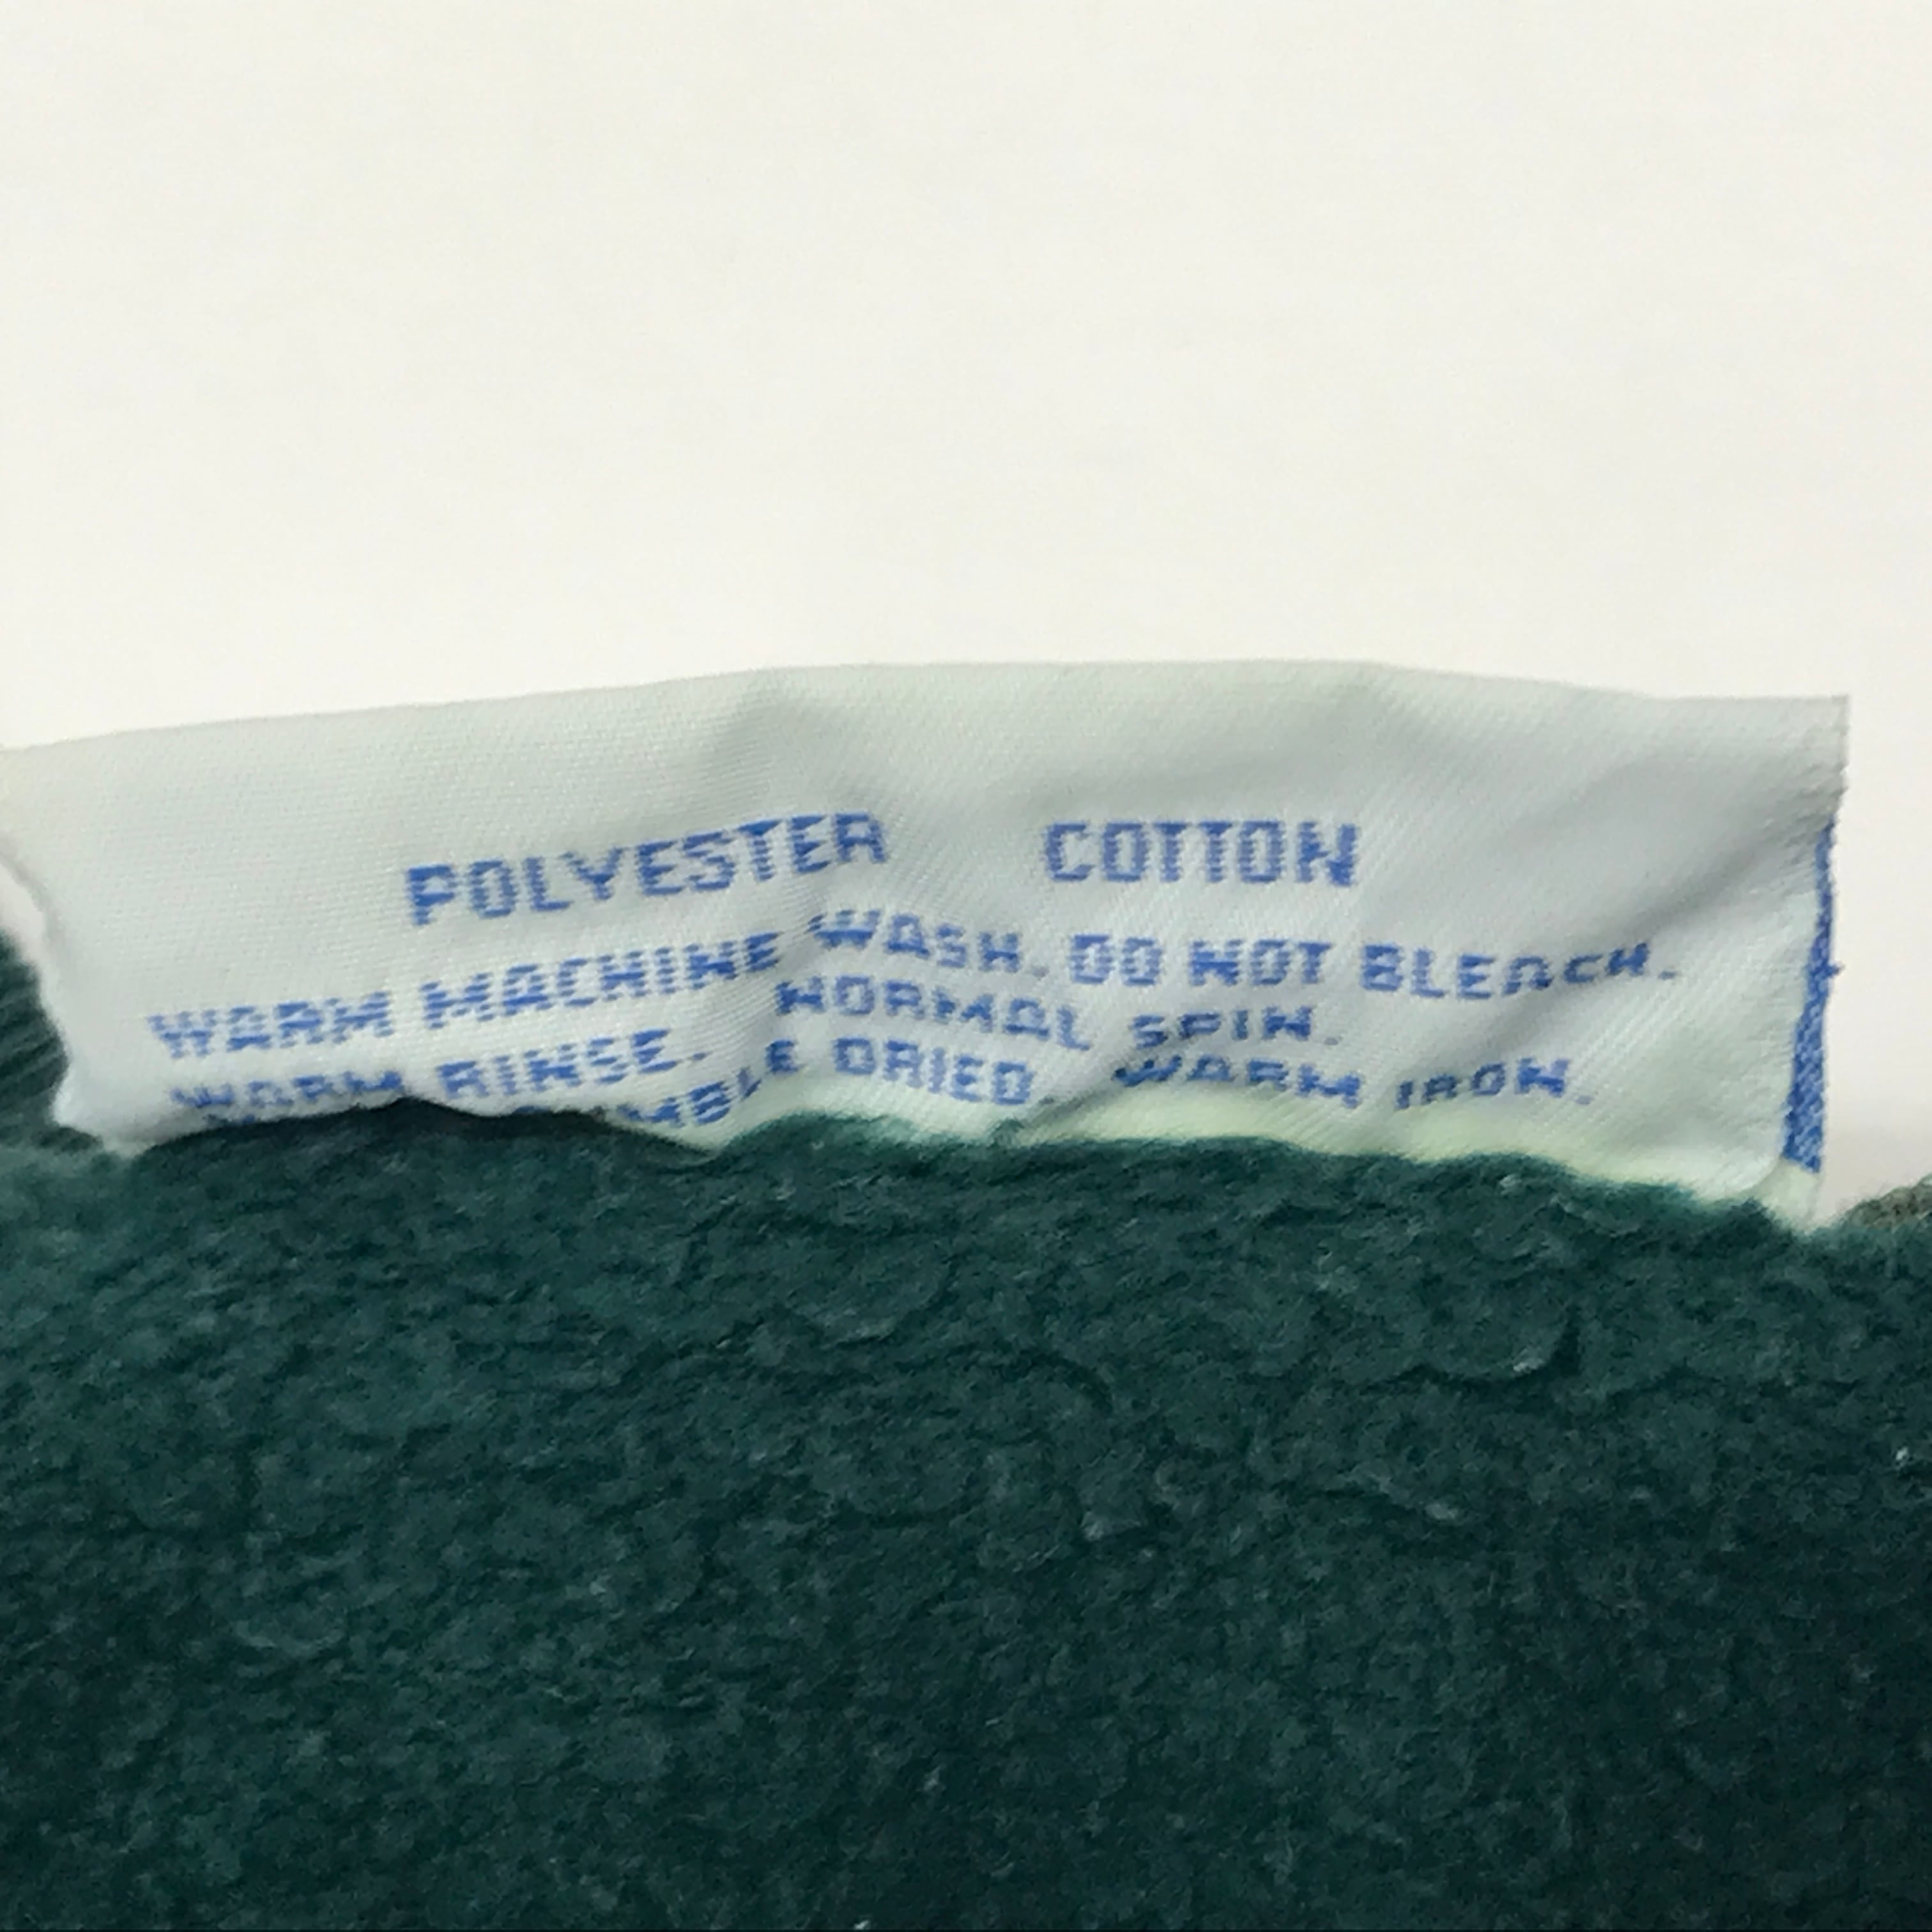 POLYESTER COTTON
WARM MACHINE WASH. DO NOT BLEACH.
WARM RINSE. NORMAL SPIN.
DRIED. WARM IRON.